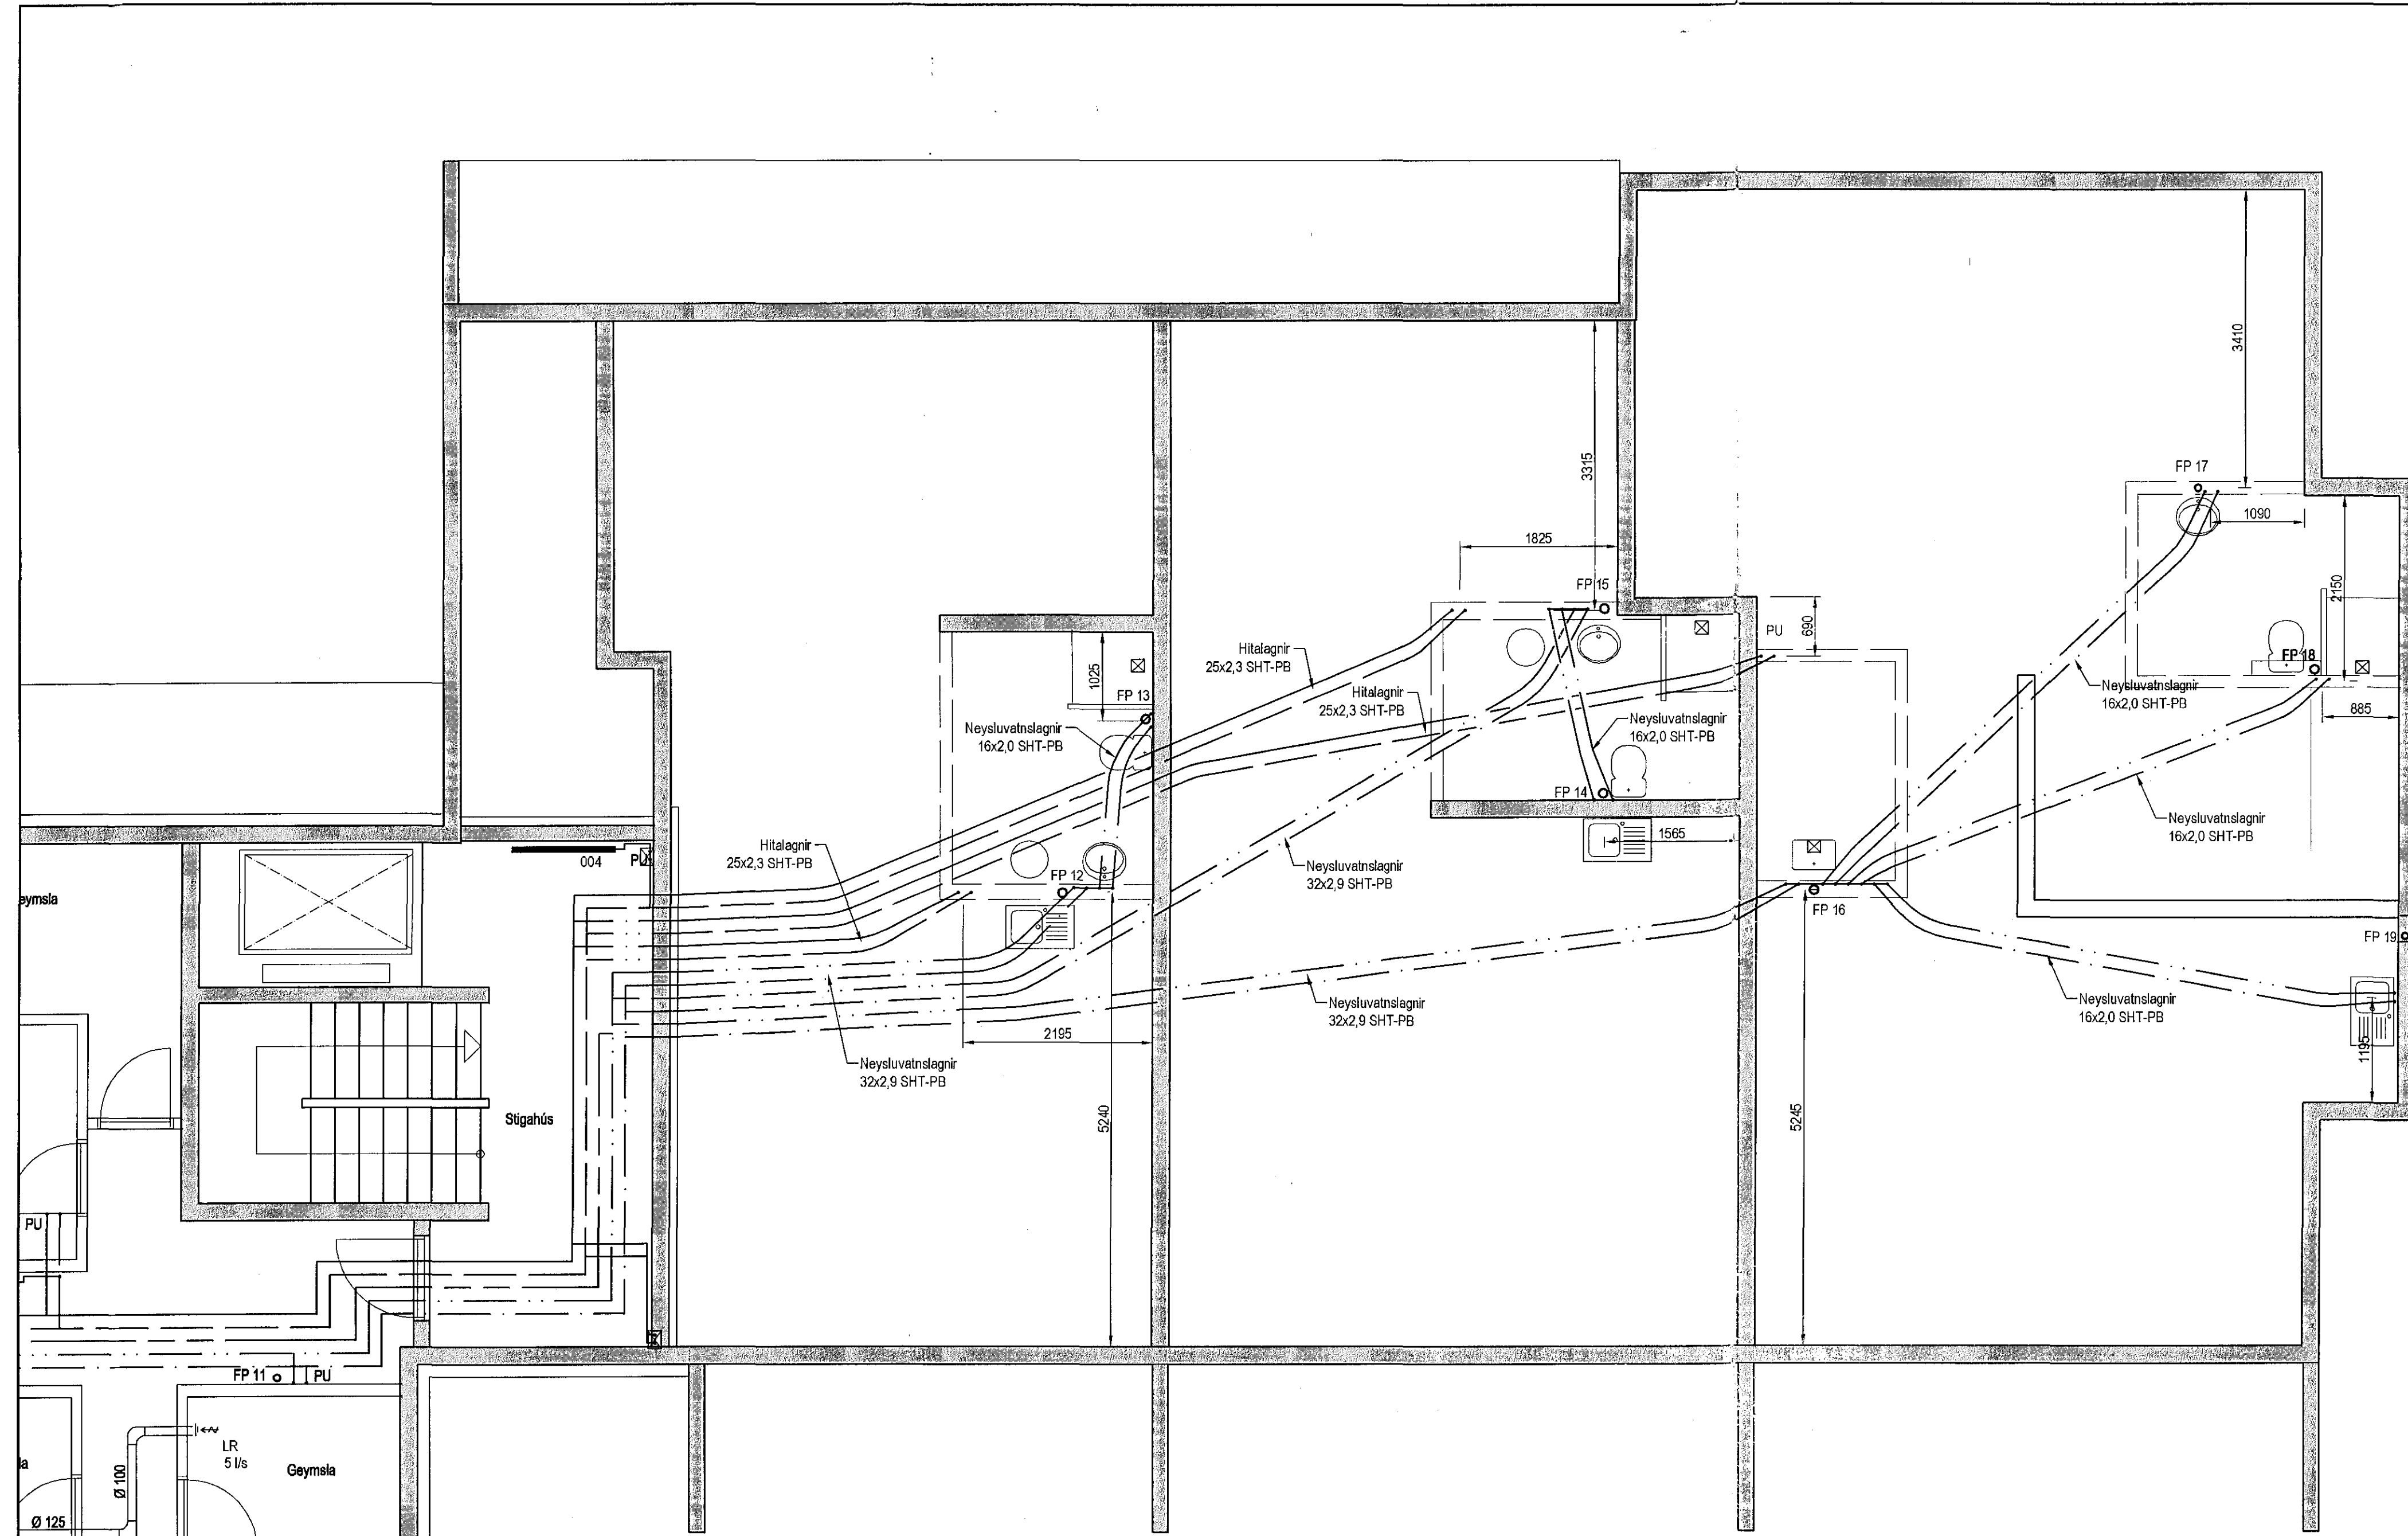 3410
FP 17
1090
3315
1825
2150
FP 15
PU
690
Hitalagnir
25x2,3 SHT-PB
1025
FP 18
FP 13
Hitalagnir
25x2,3 SHT-PB
Neysluvatnslagnir
16x2,0 SHT-PB
885
Neysluvatnslagnir
16x2,0 SHT-PB
Neysluvatnslagnir
16x2,0 SHT-PB
FP 14
Neysluvatnslagnir
16x2,0 SHT-PB
1565
Hitalagnir
25x2,3 SHT-PB
004
PU
Neysluvatnslagnir
32x2,9 SHT-PB
FP 12
eymsla
FP 16
FP 19
Neysluvatnslagnir
32x2,9 SHT-PB
Neysluvatnslagnir
16x2,0 SHT-PB
2195
1195
Neysluvatnslagnir
32x2,9 SHT-PB
Stigahús
5240
5245
PU
FP 11
PU
LR
5 l/s
Geymsla
la
Ø 100
Ø 125